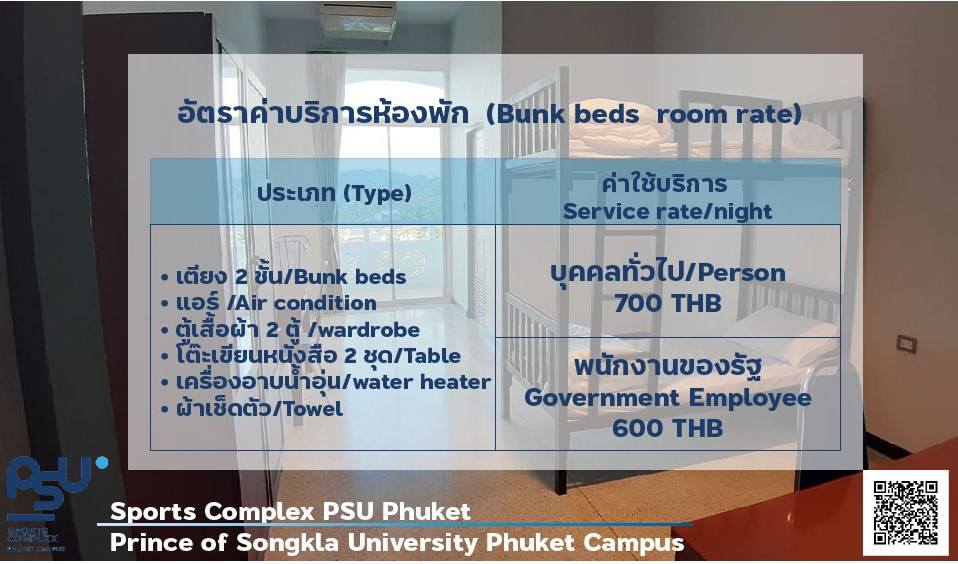 อัตราค่าบริการห้องพัก (Bunk beds room rate)
ประเภท (Type)
ค่าใช้บริการ
Service rate/night
• เตียง 2 ชั้น/Bunk beds
• แอร์ /Air condition
• ตู้เสื้อผ้า 2 ตู้ /wardrobe
• โต๊ะเขียนหนังสือ 2 ชุด/Table
• เครื่องอาบน้ำอุ่น/water heater
• ผ้าเช็ดตัว/Towel
บุคคลทั่วไป/Person
700 THB
พนักงานของรัฐ
Government Employee
600 THB
PSU
SPORTS
COMPLEX
PHUKET CAMPUS
Sports Complex PSU Phuket
Prince of Songkla University Phuket Campus